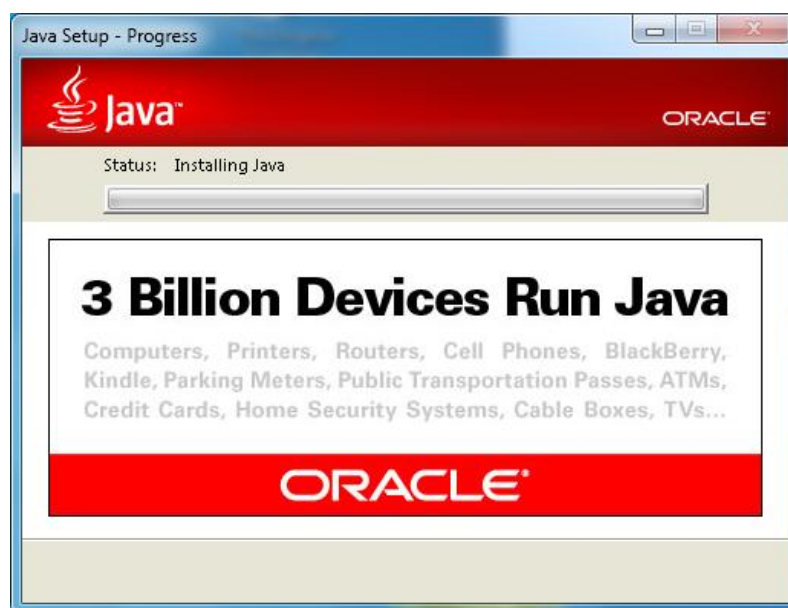 Java Setup - Progress
Java™
ORACLE®
Status: Installing Java
3 Billion Devices Run Java
Computers, Printers, Routers, Cell Phones, BlackBerry,
Kindle, Parking Meters, Public Transportation Passes, ATMs,
Credit Cards, Home Security Systems, Cable Boxes, TVs...
ORACLE®